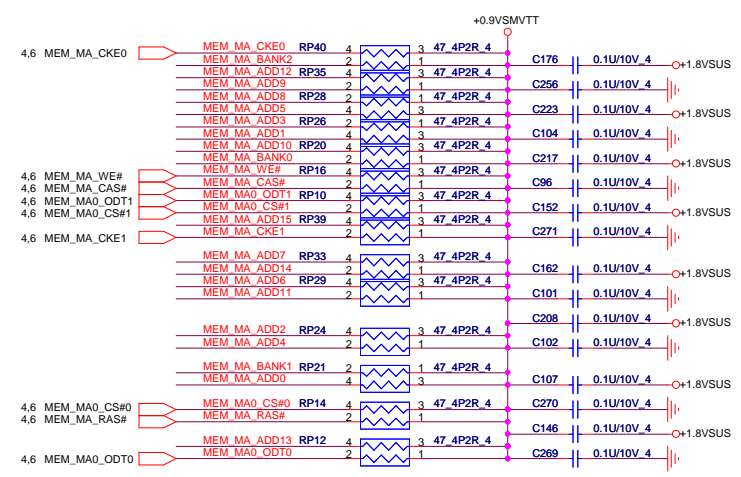 +0.9VSMVTT
4,6 MEM_MA_CKE0 MEM_MA_CKE0 RP40 4 3 47_4P2R_4
MEM_MA_BANK2 2 1 C176 0.1U/10V_4 +1.8VSUS
MEM_MA_ADD12 RP35 4 3 47_4P2R_4
MEM_MA_ADD9 2 1 C256 0.1U/10V_4
MEM_MA_ADD8 RP28 2 1 47_4P2R_4
MEM_MA_ADD5 4 3 C223 0.1U/10V_4 +1.8VSUS
MEM_MA_ADD3 RP26 2 1 47_4P2R_4
MEM_MA_ADD1 4 3 C104 0.1U/10V_4
MEM_MA_ADD10 RP20 4 3 47_4P2R_4
MEM_MA_BANK0 2 1 C217 0.1U/10V_4 +1.8VSUS
4,6 MEM_MA_WE# MEM_MA_WE# RP16 4 3 47_4P2R_4
4,6 MEM_MA_CAS# MEM_MA_CAS# 2 1 C96 0.1U/10V_4
4,6 MEM_MA0_ODT1 MEM_MA0_ODT1 RP10 4 3 47_4P2R_4
4,6 MEM_MA0_CS#1 MEM_MA0_CS#1 2 1 C152 0.1U/10V_4 +1.8VSUS
MEM_MA_ADD15 RP39 4 3 47_4P2R_4
4,6 MEM_MA_CKE1 MEM_MA_CKE1 2 1 C271 0.1U/10V_4
MEM_MA_ADD7 RP33 4 3 47_4P2R_4
MEM_MA_ADD14 2 1 C162 0.1U/10V_4 +1.8VSUS
MEM_MA_ADD6 RP29 4 3 47_4P2R_4
MEM_MA_ADD11 2 1 C101 0.1U/10V_4
C208 0.1U/10V_4 +1.8VSUS
MEM_MA_ADD2 RP24 4 3 47_4P2R_4
MEM_MA_ADD4 2 1 C102 0.1U/10V_4
MEM_MA_BANK1 RP21 2 1 47_4P2R_4
MEM_MA_ADD0 4 3 C107 0.1U/10V_4 +1.8VSUS
4,6 MEM_MA0_CS#0 MEM_MA0_CS#0 RP14 4 3 47_4P2R_4 C270 0.1U/10V_4
4,6 MEM_MA_RAS# MEM_MA_RAS# 2 1
C146 0.1U/10V_4 +1.8VSUS
MEM_MA_ADD13 RP12 4 3 47_4P2R_4
4,6 MEM_MA0_ODT0 MEM_MA0_ODT0 2 1 C269 0.1U/10V_4